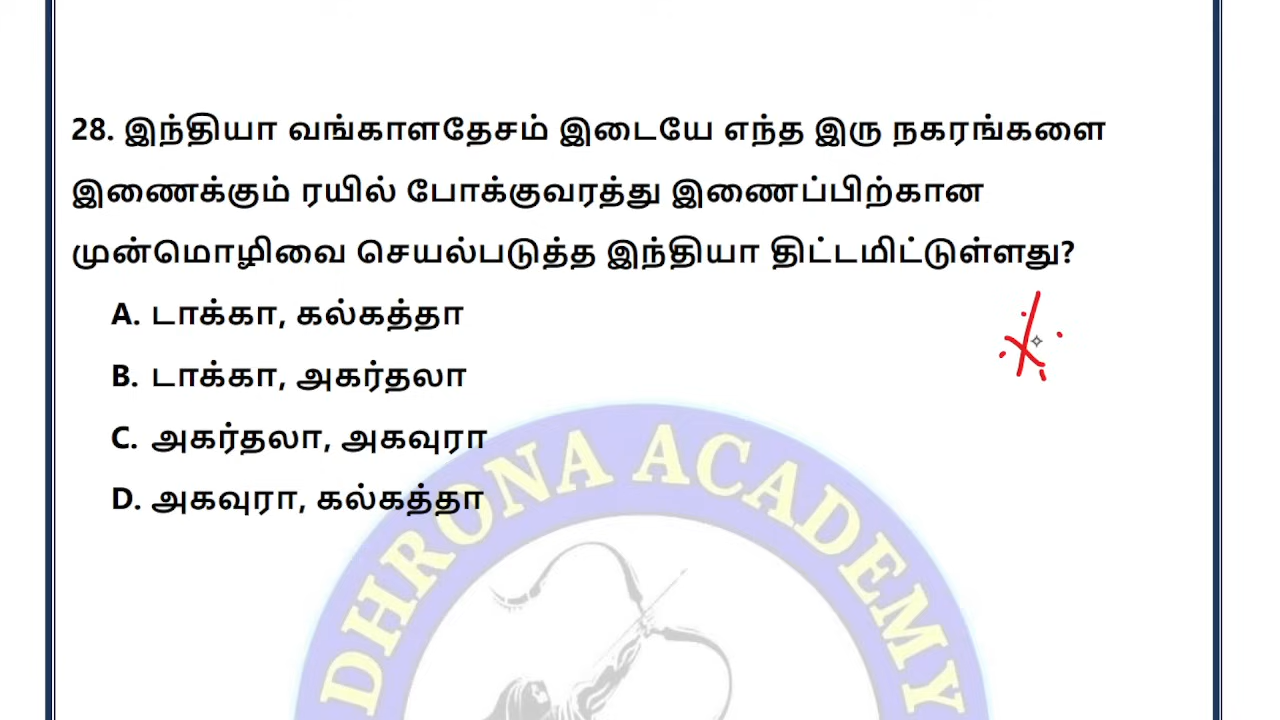 28. இந்தியா வங்காளதேசம் இடையே எந்த இரு நகரங்களை
இணைக்கும் ரயில் போக்குவரத்து இணைப்பிற்கான
முன்மொழிவை செயல்படுத்த இந்தியா திட்டமிட்டுள்ளது?
A. டாக்கா, கல்கத்தா
B. டாக்கா, அகர்தலா
C. அகர்தலா, அகவுரா
D. அகவுரா, கல்கத்தா
DHRONA ACADEMY